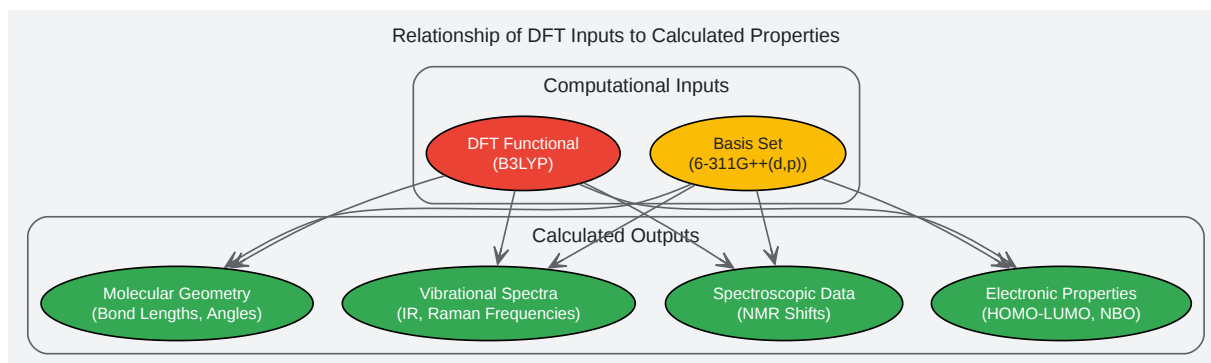 Relationship of DFT Inputs to Calculated Properties
Computational Inputs
DFT Functional
(B3LYP)
Basis Set
(6-311G++(d,p))
Calculated Outputs
Molecular Geometry
(Bond Lengths, Angles)
Vibrational Spectra
(IR, Raman Frequencies)
Spectroscopic Data
(NMR Shifts)
Electronic Properties
(HOMO-LUMO, NBO)